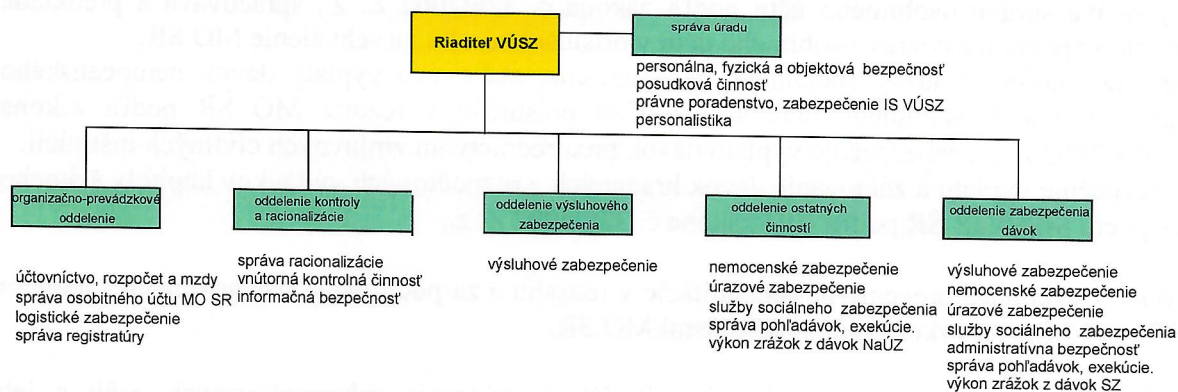 Riaditeľ VÚSZ
správa úradu
personálna, fyzická a objektová bezpečnosť
posudková činnosť
právne poradenstvo, zabezpečenie IS VÚSZ
personalistika
organizačno-prevádzkové
oddelenie
účtovníctvo, rozpočet a mzdy
správa osobitného účtu MO SR
logistické zabezpečenie
správa registratúry
oddelenie kontroly
a racionalizácie
správa racionalizácie
vnútorná kontrolná činnosť
informačná bezpečnosť
oddelenie výsluhového
zabezpečenia
výsluhové zabezpečenie
oddelenie ostatných
činností
nemocenské zabezpečenie
úrazové zabezpečenie
služby sociálneho zabezpečenia
správa pohľadávok, exekúcie.
výkon zrážok z dávok NaÚZ
oddelenie zabezpečenia
dávok
výsluhové zabezpečenie
nemocenské zabezpečenie
úrazové zabezpečenie
služby sociálneho zabezpečenia
administratívna bezpečnosť
správa pohľadávok, exekúcie.
výkon zrážok z dávok SZ